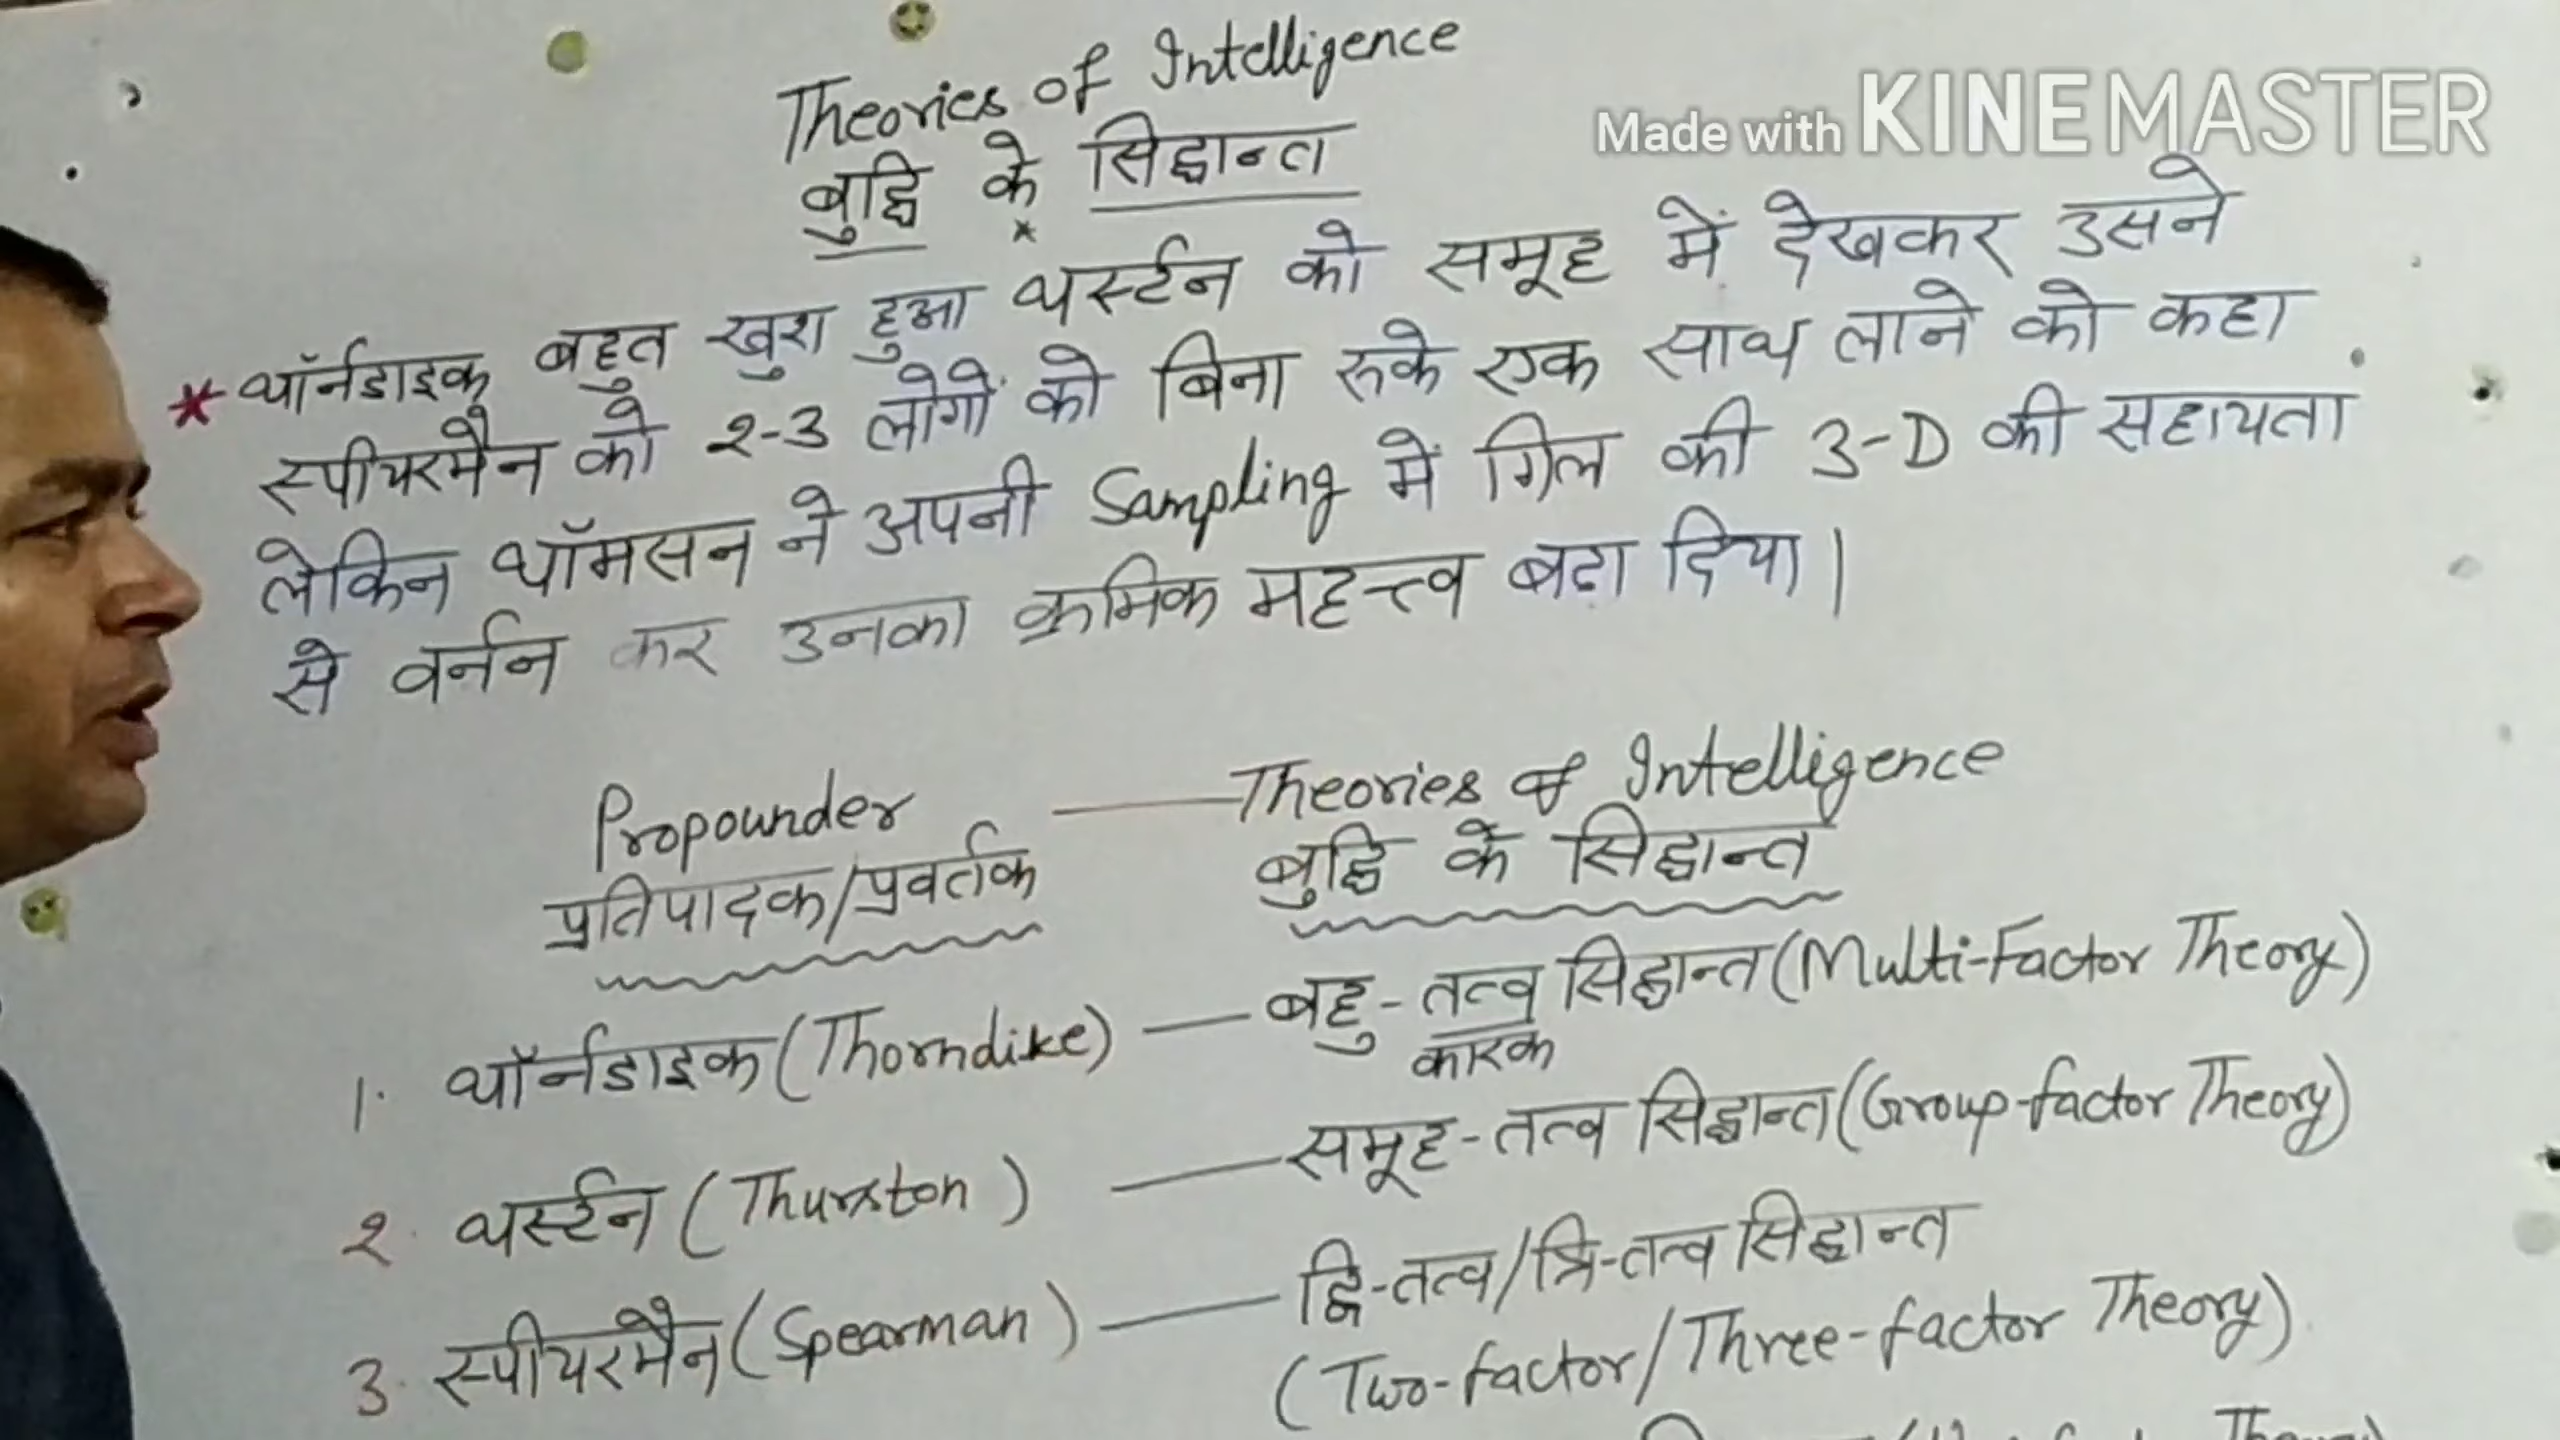 Theories of Intelligence
Made with KINEMASTER
बुद्धि के सिद्धान्त
* थॉर्नडाइक बहुत खुश हुआ थर्स्टन को समूह में देखकर उसने
स्पीयरमैन को 2-3 लोगों को बिना रुके एक साथ लाने को कहा
लेकिन थॉमसन ने अपनी Sampling में गिल की 3-D की सहायता
से वर्नन कर उनका क्रमिक महत्त्व बढा दिया।
Propounder — Theories of Intelligence
प्रतिपादक/प्रवर्तक बुद्धि के सिद्धान्त
1. थॉर्नडाइक (Thorndike) — बहु-तत्व सिद्धान्त (Multi-Factor Theory)
कारक
2. थर्स्टन (Thurston) — समूह-तत्व सिद्धान्त (Group-factor Theory)
3. स्पीयरमैन (Spearman) — द्वि-तत्व/त्रि-तत्व सिद्धान्त
(Two-factor/Three-factor Theory)